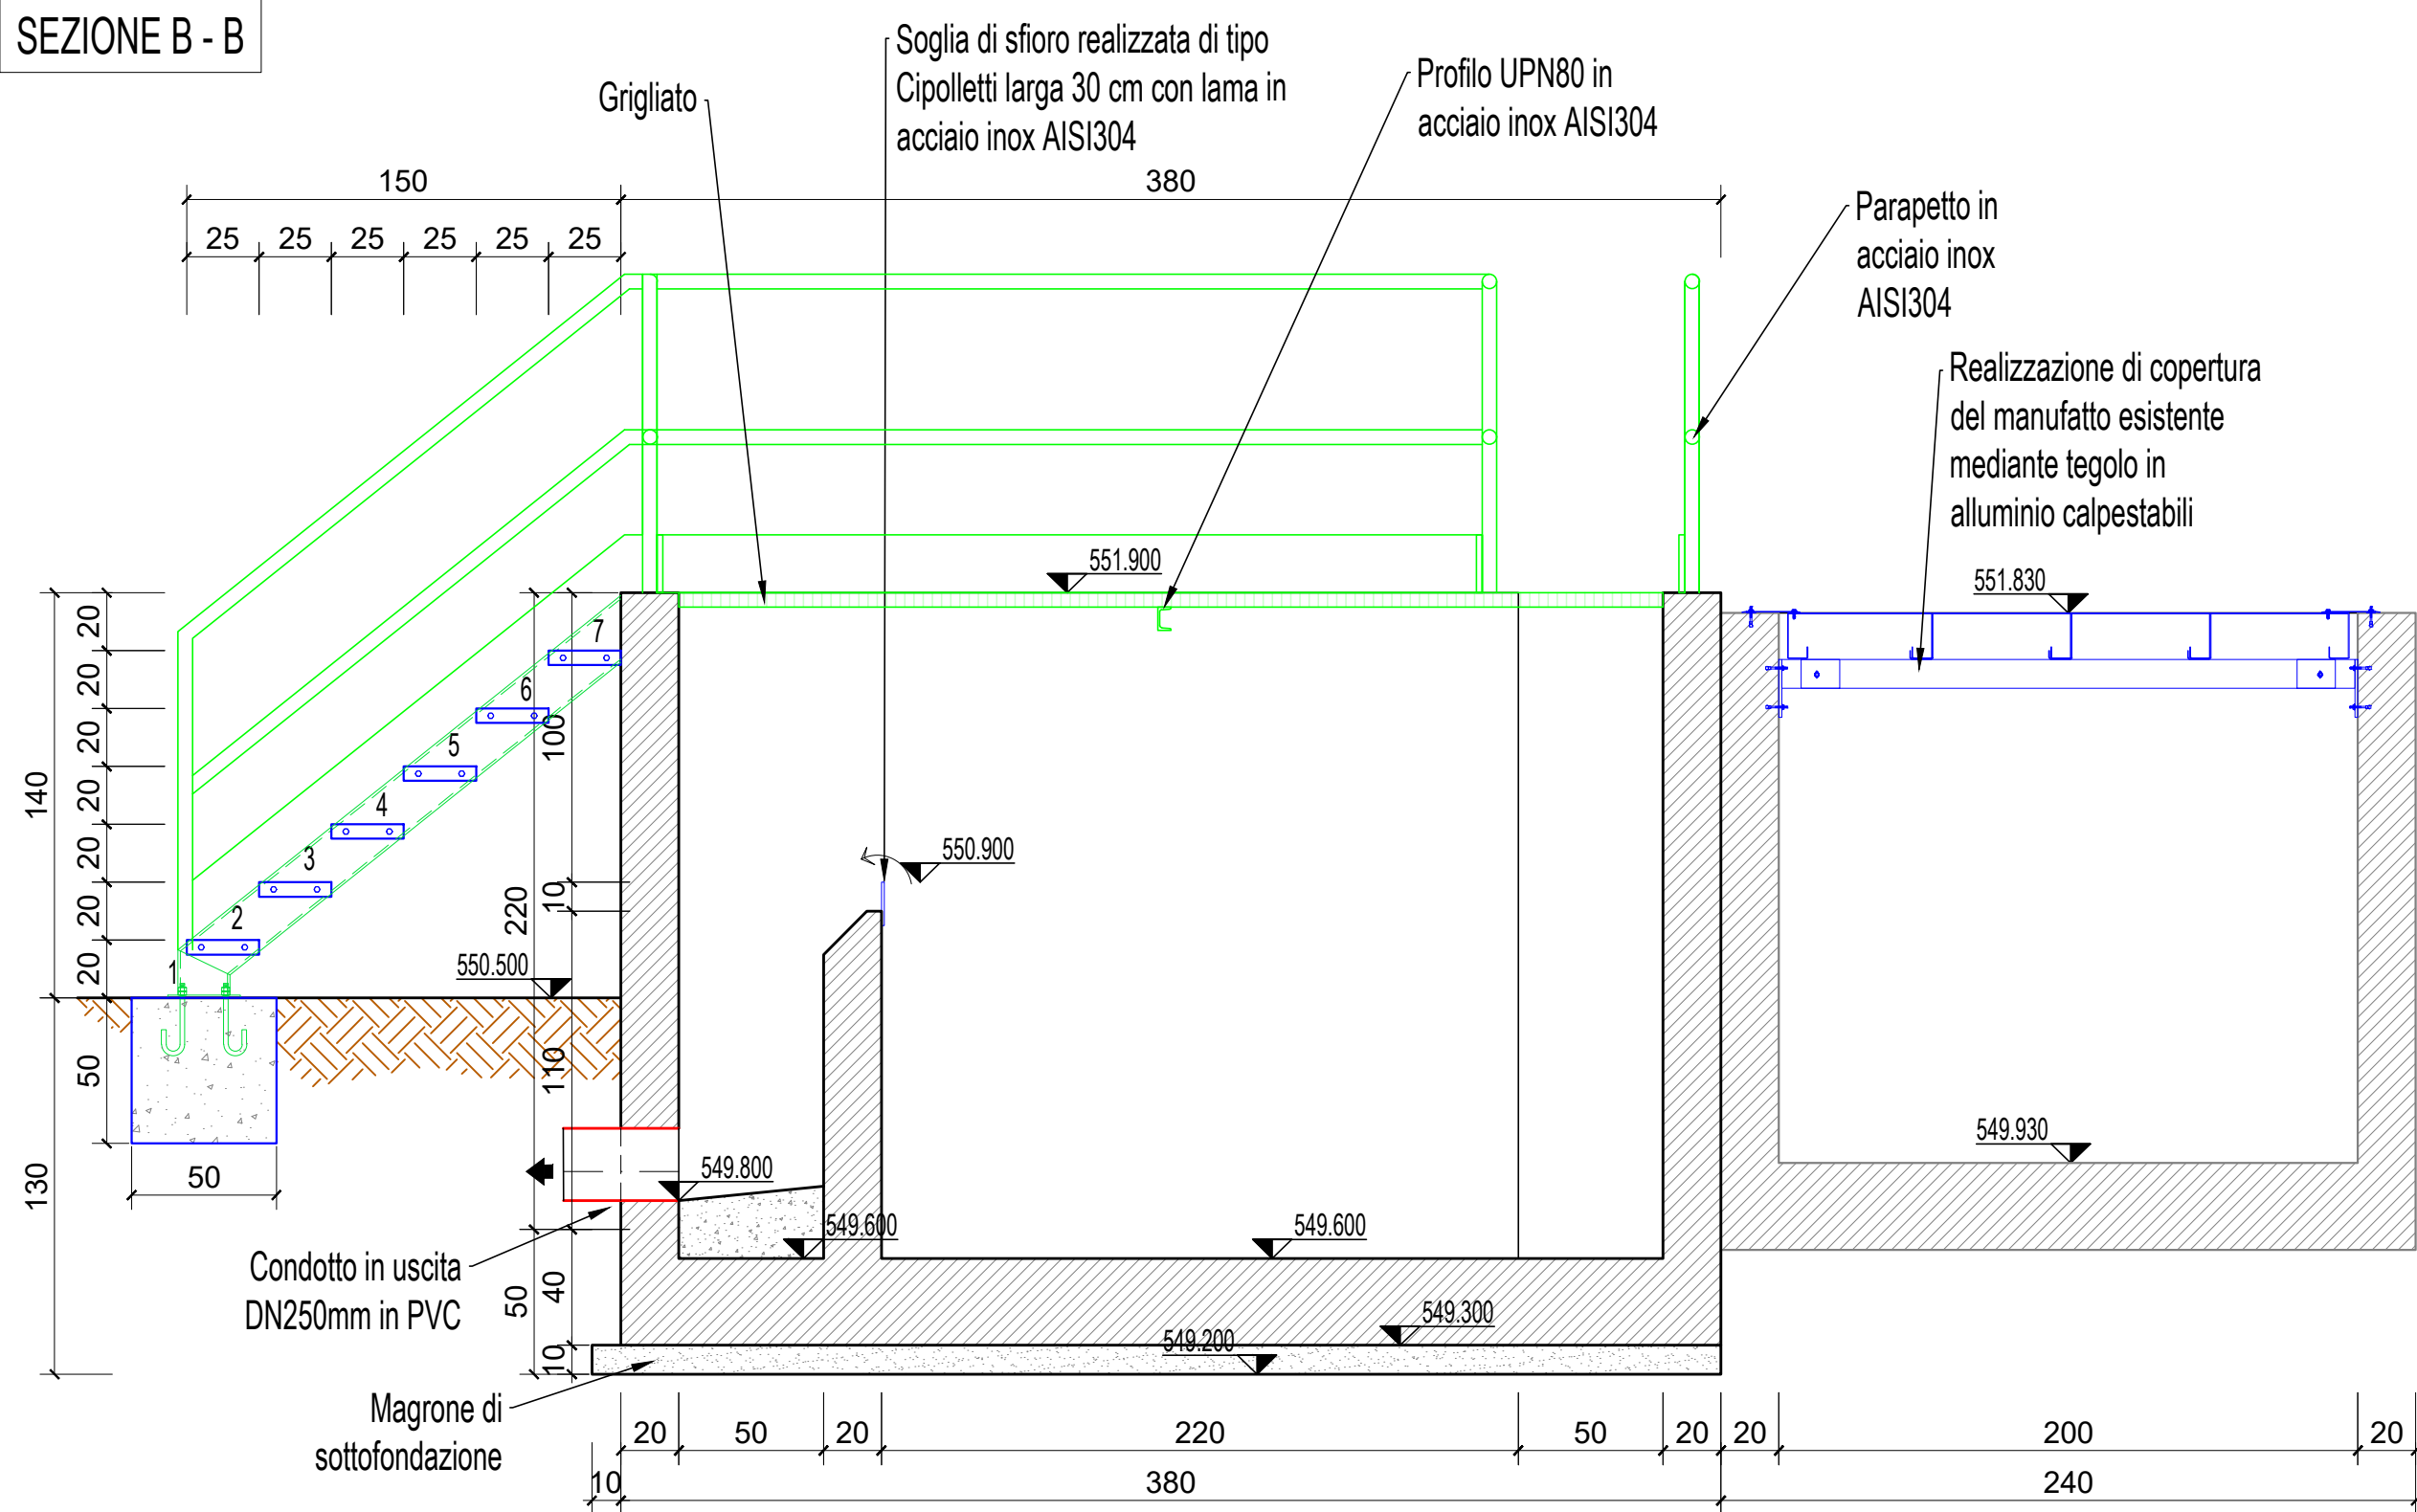 SEZIONE B - B
Soglia di sfioro realizzata di tipo
Cipolletti larga 30 cm con lama in
acciaio inox AISI304
Grigliato
Profilo UPN80 in
acciaio inox AISI304
150
380
Parapetto in
acciaio inox
AISI304
25 25 25 25 25 25
Realizzazione di copertura
del manufatto esistente
mediante tegolo in
alluminio calpestabili
551.900
551.830
20
20
20
20
20
20
20
140
50
130
7
6
5
4
3
2
1
100
10
220
110
550.900
550.500
50
549.800
549.600
549.600
549.930
Condotto in uscita
DN250mm in PVC
50
40
10
549.300
549.200
Magrone di
sottofondazione
20 50 20 220 50 20 20 200 20
10 380 240